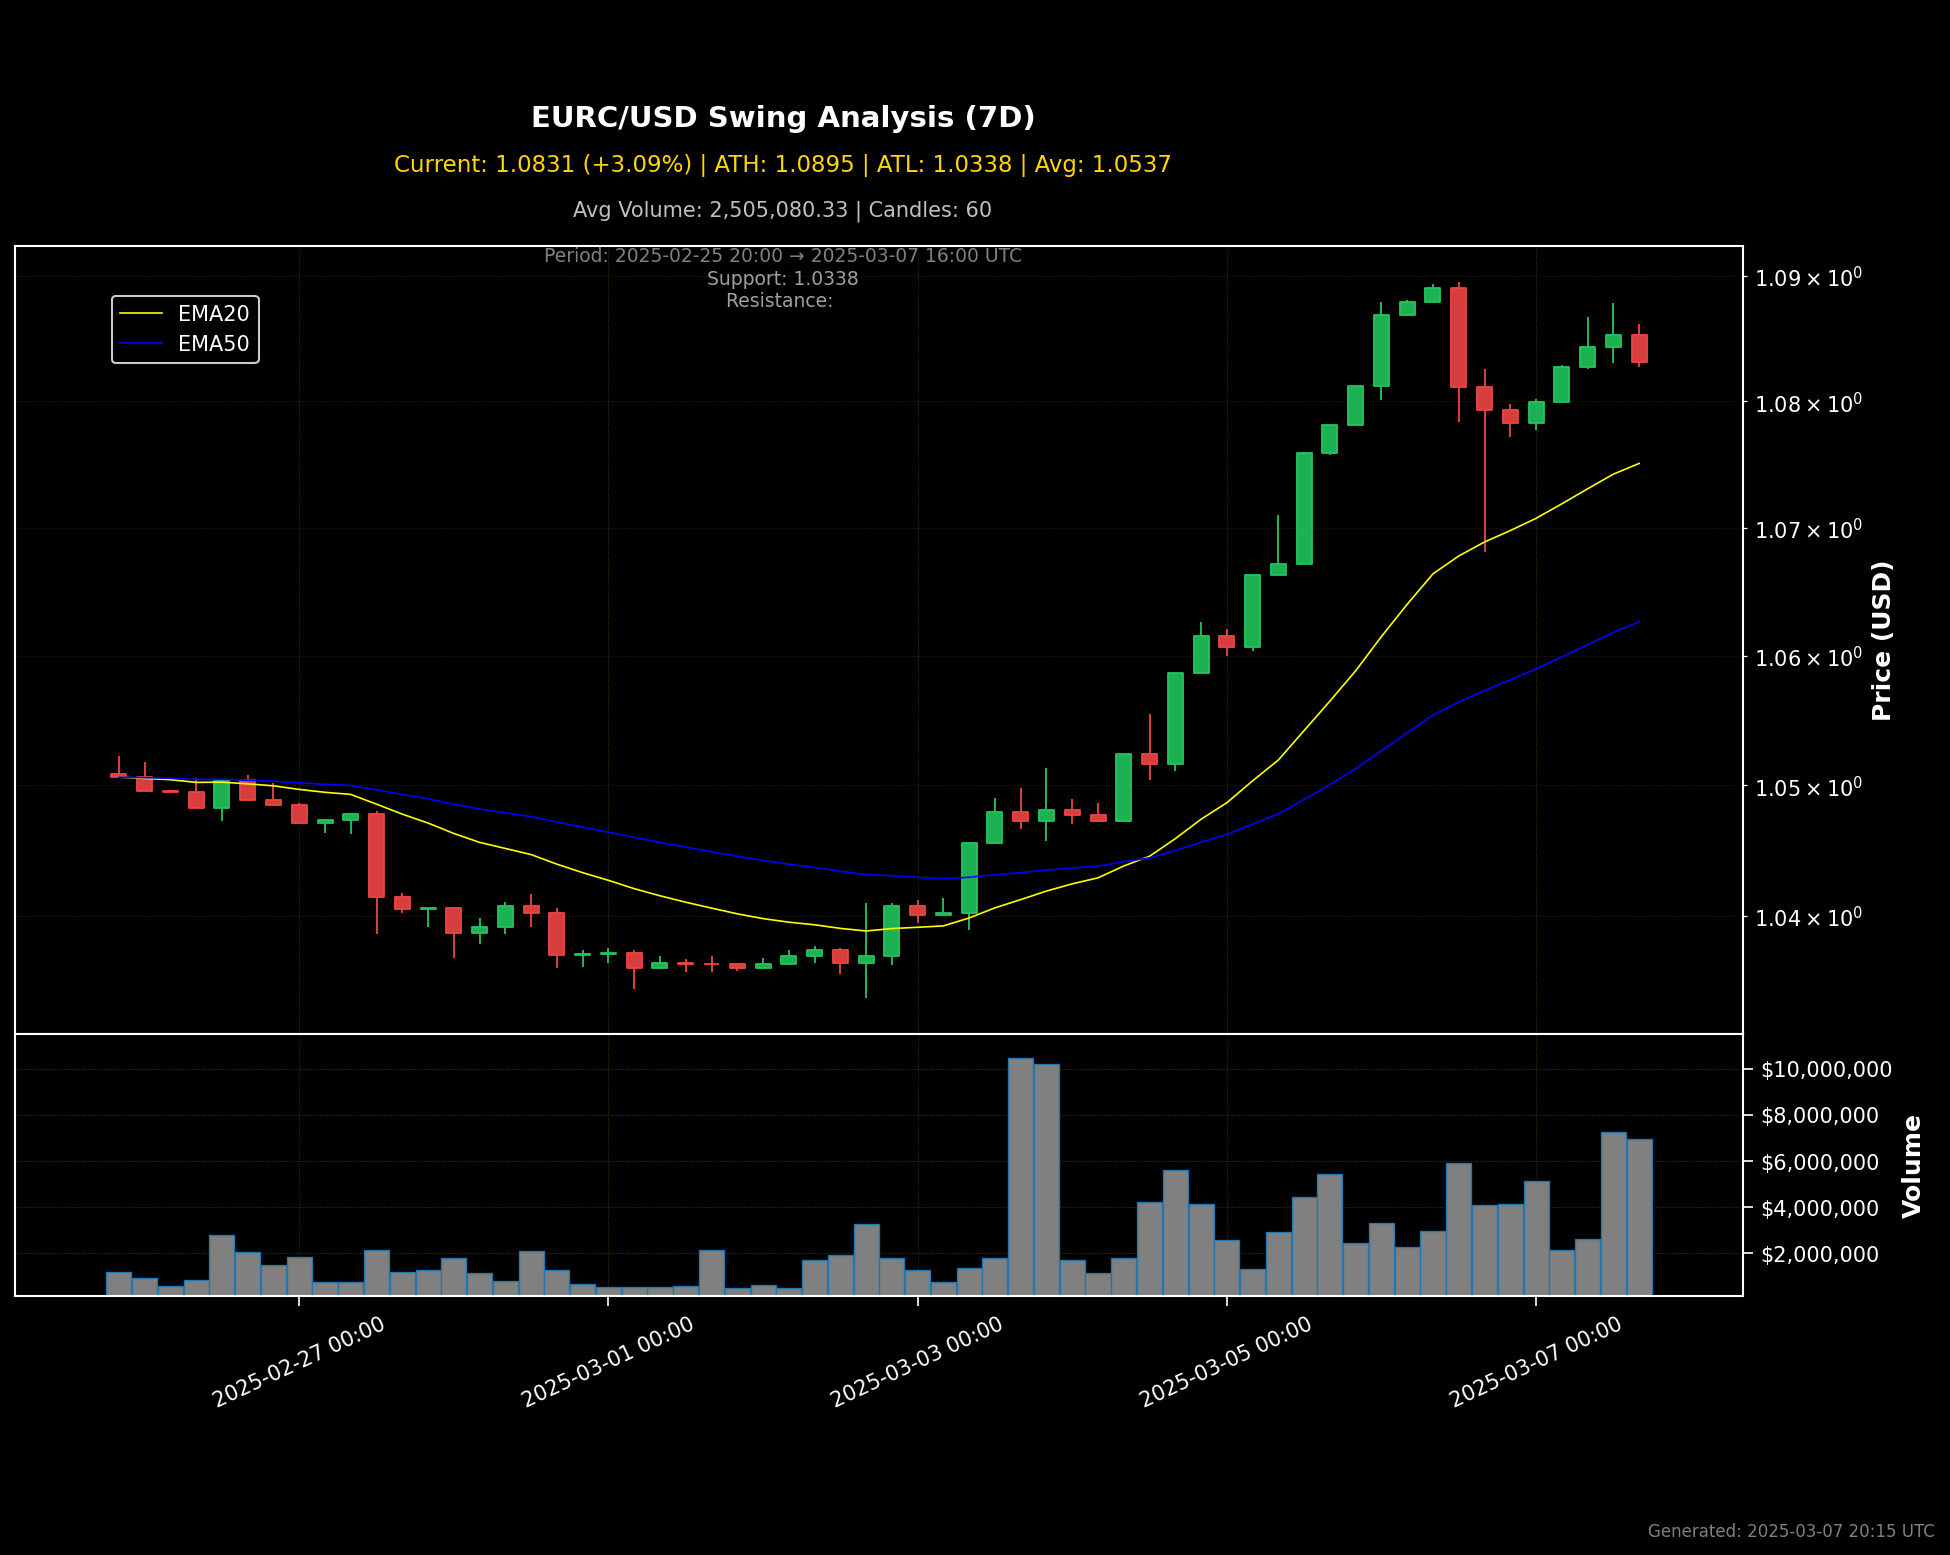 EURC/USD Swing Analysis (7D)
Current: 1.0831 (+3.09%) | ATH: 1.0895 | ATL: 1.0338 | Avg: 1.0537
Avg Volume: 2,505,080.33 | Candles: 60
Period: 2025-02-25 20:00 → 2025-03-07 16:00 UTC
Support: 1.0338
Resistance:
EMA20
EMA50
1.09 × 10⁰
1.08 × 10⁰
1.07 × 10⁰
1.06 × 10⁰
1.05 × 10⁰
1.04 × 10⁰
Price (USD)
$10,000,000
$8,000,000
$6,000,000
$4,000,000
$2,000,000
Volume
2025-02-27 00:00
2025-03-01 00:00
2025-03-03 00:00
2025-03-05 00:00
2025-03-07 00:00
Generated: 2025-03-07 20:15 UTC